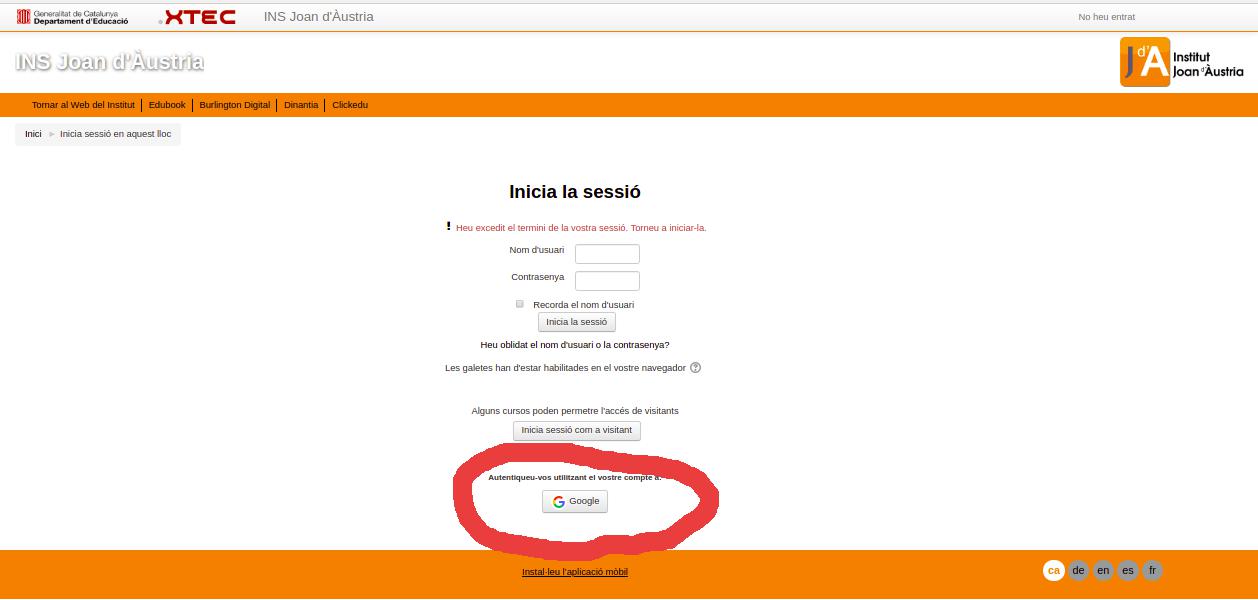 Generalitat de Catalunya
Departament d'Educació
XTEC
INS Joan d'Àustria
No heu entrat
INS Joan d'Àustria
Jd'A
Institut
Joan d'Àustria
Tornar al Web del Institut
Edubook
Burlington Digital
Dinantia
Clickedu
Inici ► Inicia sessió en aquest lloc
Inicia la sessió
! Heu excedit el termini de la vostra sessió. Torneu a iniciar-la.
Nom d'usuari
Contrasenya
Recorda el nom d'usuari
Inicia la sessió
Heu oblidat el nom d'usuari o la contrasenya?
Les galetes han d'estar habilitades en el vostre navegador ?
Alguns cursos poden permetre l'accés de visitants
Inicia sessió com a visitant
Autentiqueu-vos utilitzant el vostre compte a:
Google
Instal·leu l'aplicació mòbil
ca de en es fr